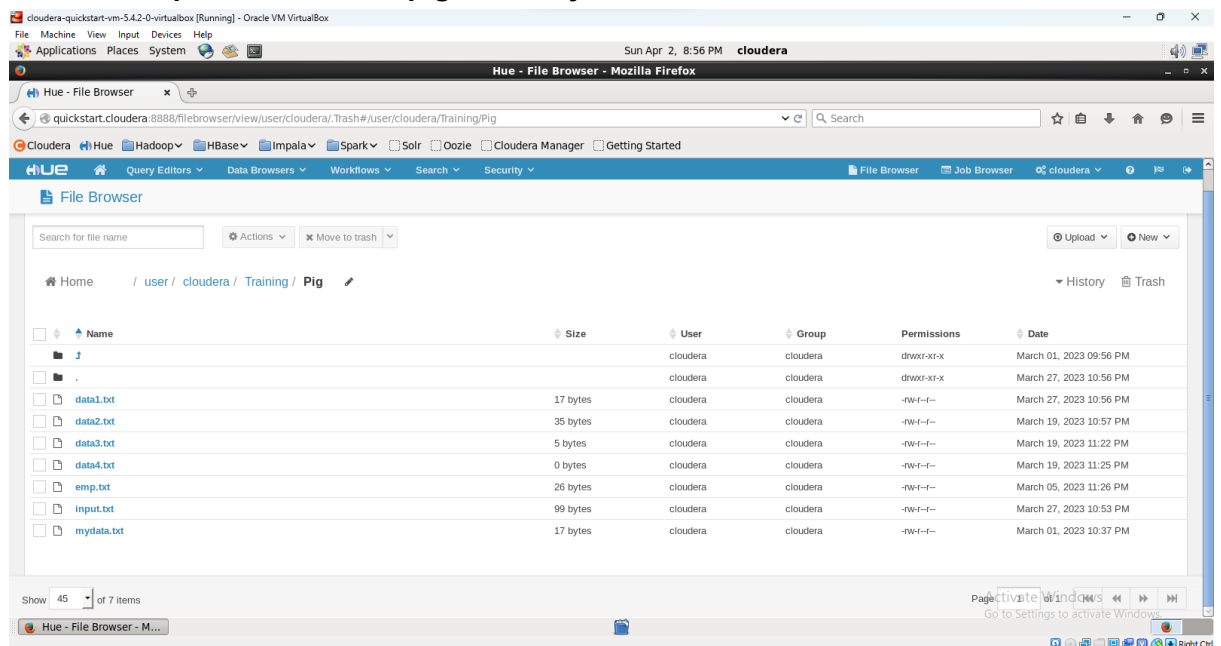 cloudera-quickstart-vm-5.4.2-0-virtualbox [Running] - Oracle VM VirtualBox
File Machine View Input Devices Help
Applications Places System Sun Apr 2, 8:56 PM cloudera
Hue - File Browser - Mozilla Firefox
Hue - File Browser
quickstart.cloudera:8888/filebrowser/view/user/cloudera/.Trash#/user/cloudera/Training/Pig Search
Cloudera Hue Hadoop HBase Impala Spark Solr Oozie Cloudera Manager Getting Started
HUE Query Editors Data Browsers Workflows Search Security File Browser Job Browser cloudera
File Browser
Search for file name Actions Move to trash Upload New
Home / user / cloudera / Training / Pig History Trash
Name Size User Group Permissions Date
cloudera cloudera drwxr-xr-x March 01, 2023 09:56 PM
. cloudera cloudera drwxr-xr-x March 27, 2023 10:56 PM
data1.txt 17 bytes cloudera cloudera -rw-r--r-- March 27, 2023 10:56 PM
data2.txt 35 bytes cloudera cloudera -rw-r--r-- March 19, 2023 10:57 PM
data3.txt 5 bytes cloudera cloudera -rw-r--r-- March 19, 2023 11:22 PM
data4.txt 0 bytes cloudera cloudera -rw-r--r-- March 19, 2023 11:25 PM
emp.txt 26 bytes cloudera cloudera -rw-r--r-- March 05, 2023 11:26 PM
input.txt 99 bytes cloudera cloudera -rw-r--r-- March 27, 2023 10:53 PM
mydata.txt 17 bytes cloudera cloudera -rw-r--r-- March 01, 2023 10:37 PM
Show 45 of 7 items Page 1 of 1
Activate Windows
Go to Settings to activate Windows.
Hue - File Browser - M...
Right Ctrl